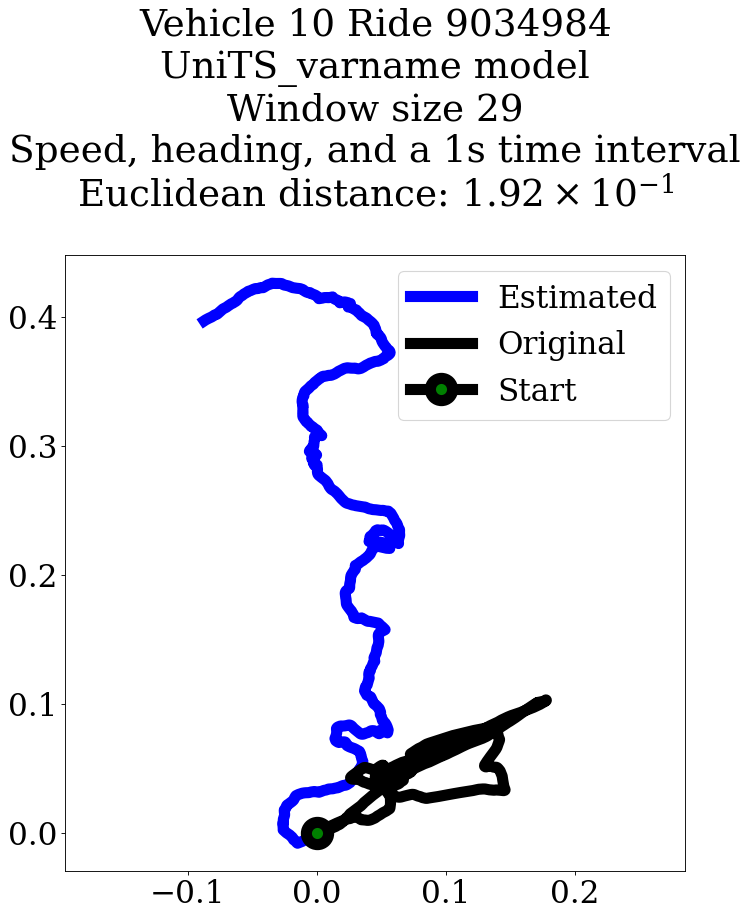 Vehicle 10 Ride 9034984
UniTS_varname model
Window size 29
Speed, heading, and a 1s time interval
Euclidean distance: 1.92 × 10⁻¹
Estimated
Original
Start
0.4
0.3
0.2
0.1
0.0
−0.1 0.0 0.1 0.2